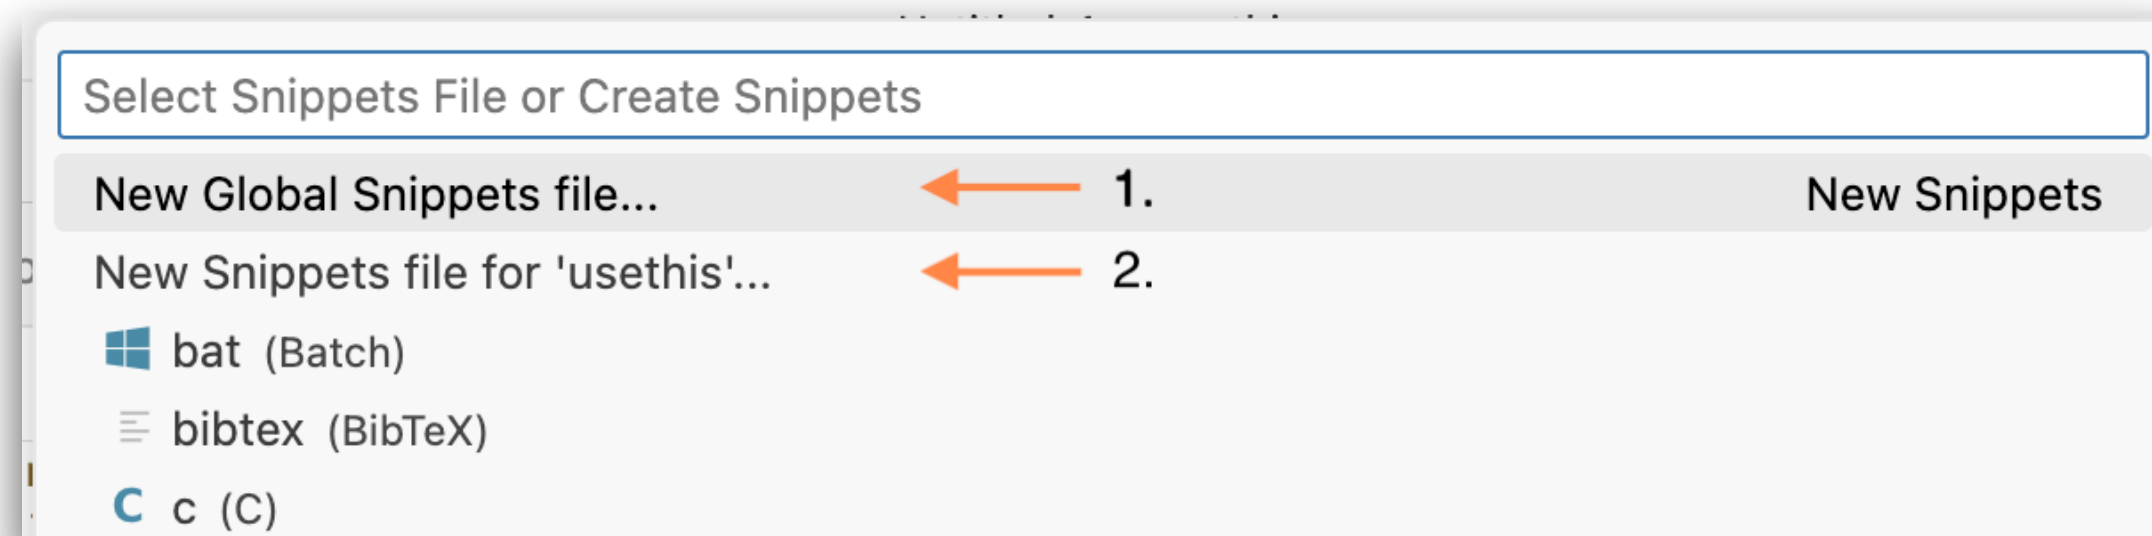 Select Snippets File or Create Snippets
New Global Snippets file... 1. New Snippets
New Snippets file for 'usethis'... 2.
bat (Batch)
bibtex (BibTeX)
C c (C)